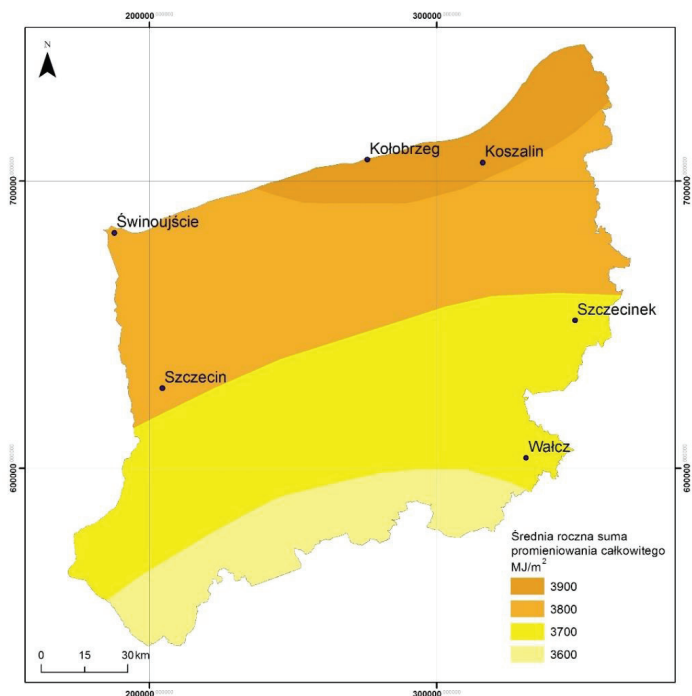 200000 300000
N
Kołobrzeg
Koszalin
700000 700000
Świnoujście
Szczecinek
Szczecin
Wałcz
600000 600000
Średnia roczna suma
promieniowania całkowitego
MJ/m²
3900
3800
3700
3600
0 15 30 km
200000 300000